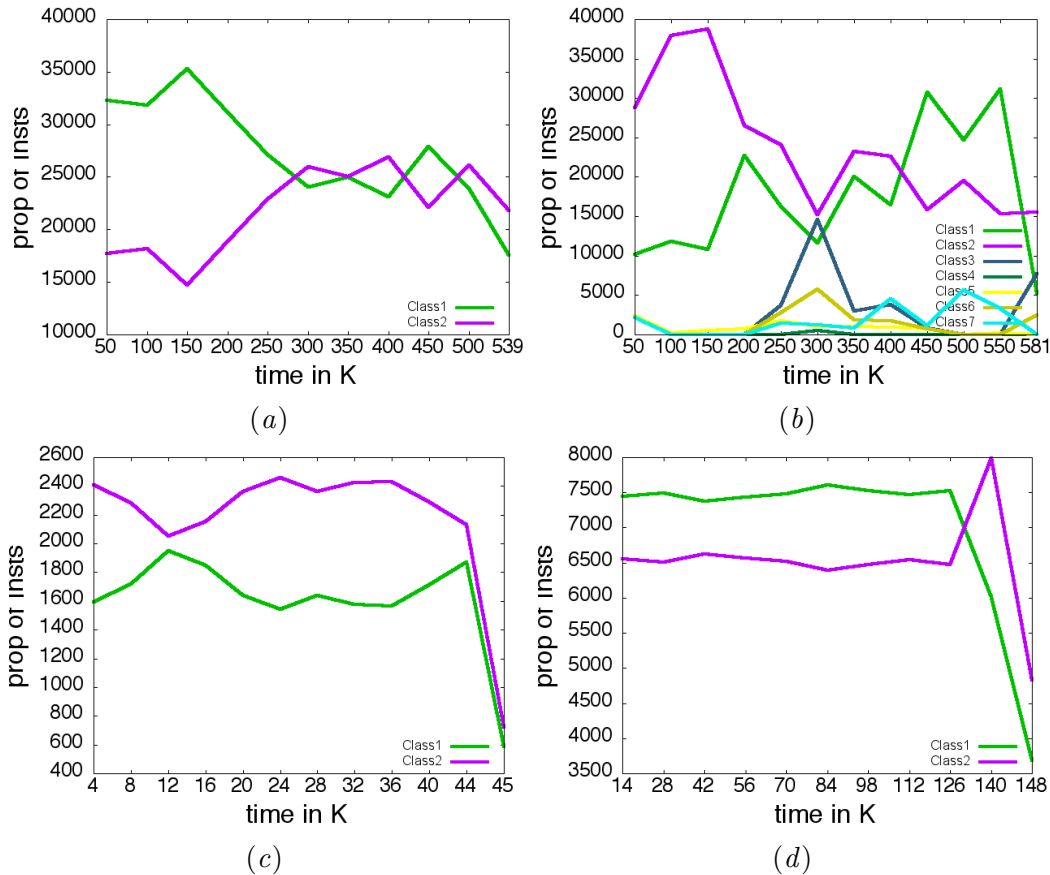 40000
35000
30000
25000
20000
15000
10000
prop of insts
Class1
Class2
50 100 150 200 250 300 350 400 450 500 539
time in K
(a)
40000
35000
30000
25000
20000
15000
10000
5000
0
prop of insts
Class1
Class2
Class3
Class4
Class5
Class6
Class7
50 100 150 200 250 300 350 400 450 500 550 581
time in K
(b)
2600
2400
2200
2000
1800
1600
1400
1200
1000
800
600
400
prop of insts
Class1
Class2
4 8 12 16 20 24 28 32 36 40 44 45
time in K
(c)
8000
7500
7000
6500
6000
5500
5000
4500
4000
3500
prop of insts
Class1
Class2
14 28 42 56 70 84 98 112 126 140 148
time in K
(d)